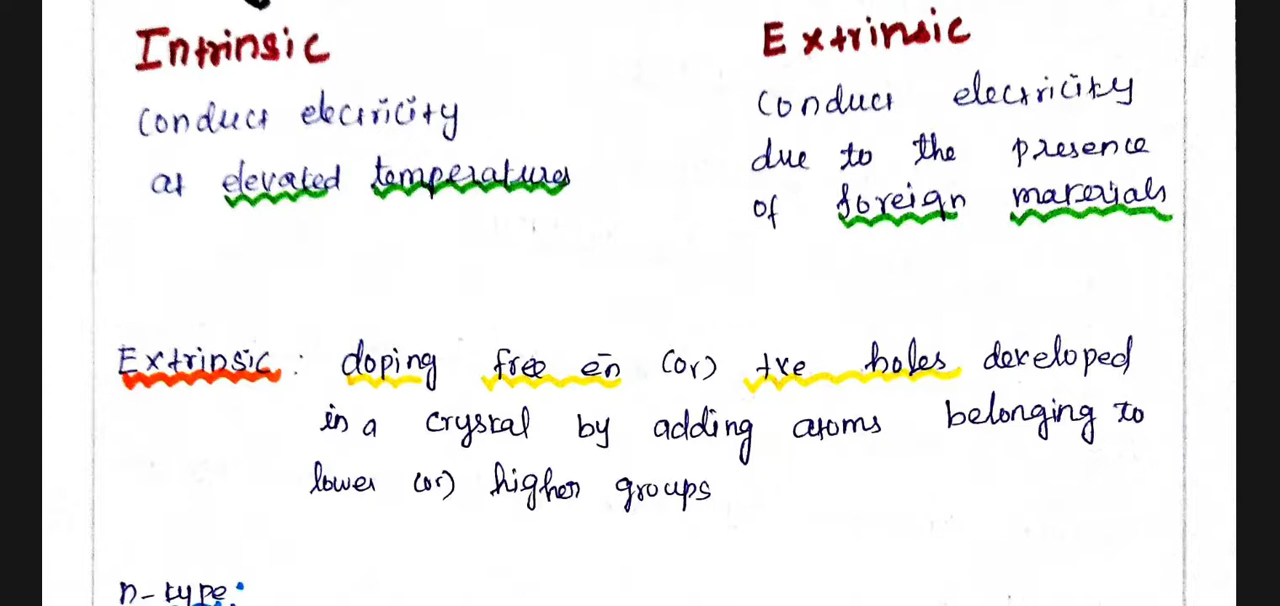 Intrinsic
Extrinsic
conduct electricity
at elevated temperatures
conduct electricity
due to the presence
of foreign materials
Extrinsic : doping free ēn (or) +ve holes developed
in a crystal by adding atoms belonging to
lower (or) higher groups
n-type: